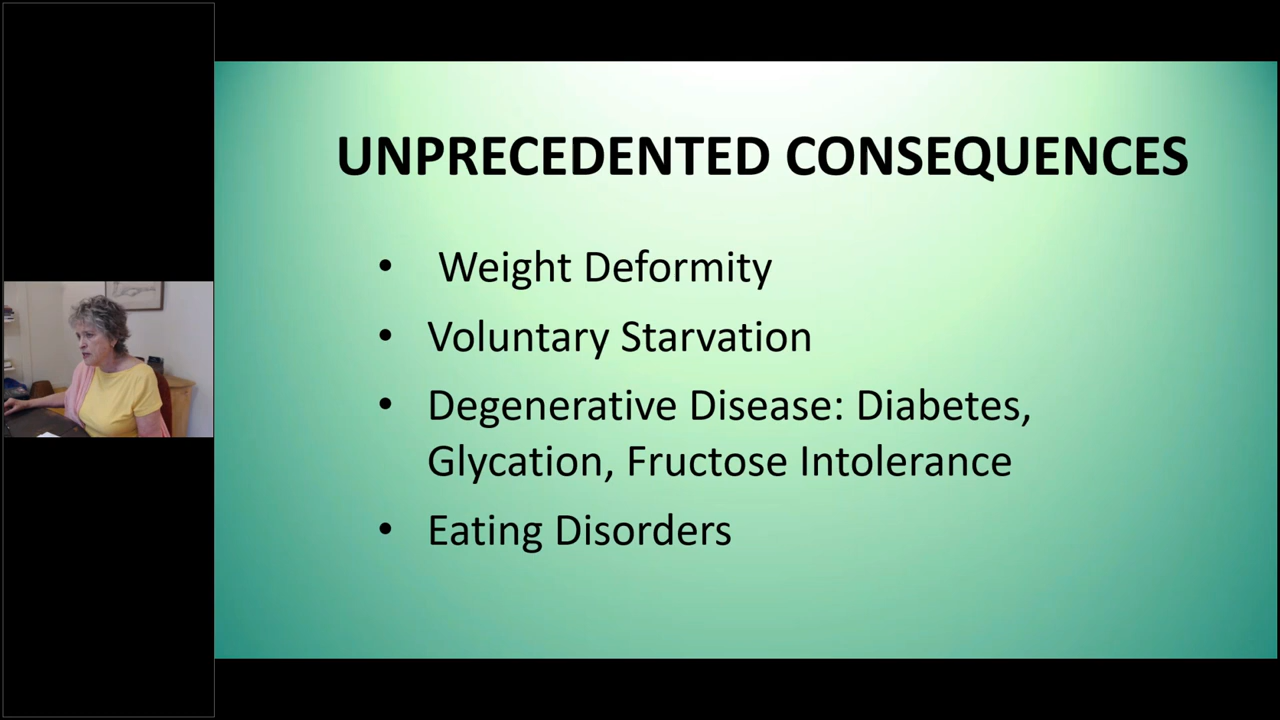 UNPRECEDENTED CONSEQUENCES
• Weight Deformity
• Voluntary Starvation
• Degenerative Disease: Diabetes,
Glycation, Fructose Intolerance
• Eating Disorders